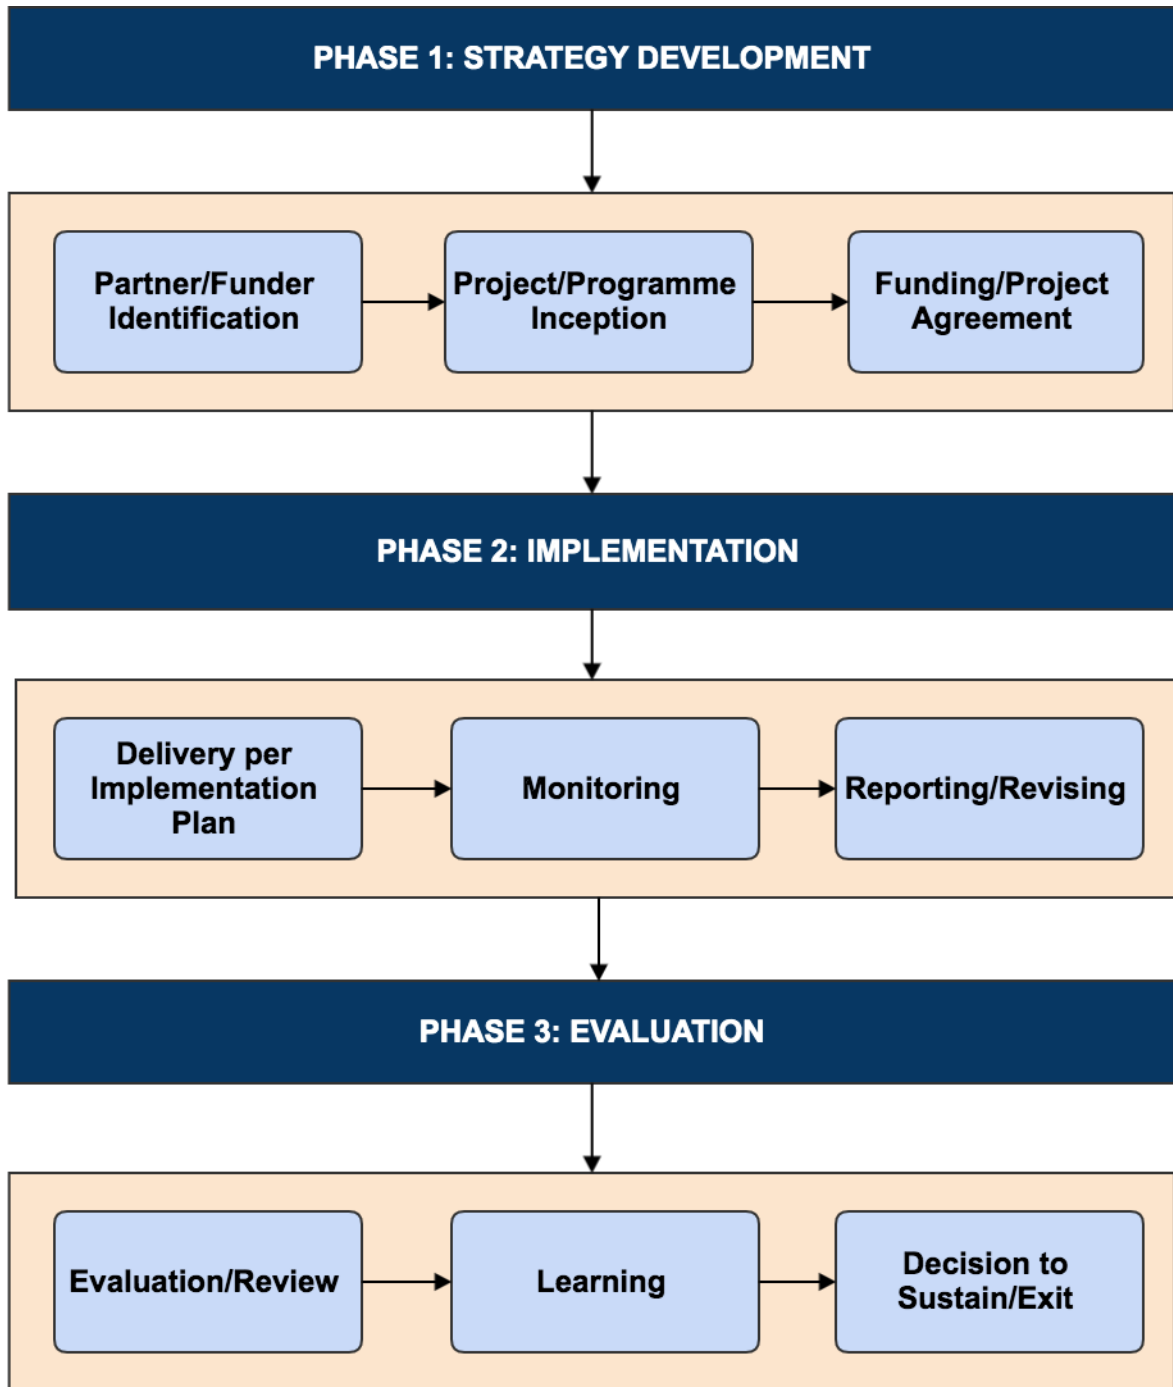 PHASE 1: STRATEGY DEVELOPMENT
Partner/Funder
Identification
Project/Programme
Inception
Funding/Project
Agreement
PHASE 2: IMPLEMENTATION
Delivery per
Implementation
Plan
Monitoring
Reporting/Revising
PHASE 3: EVALUATION
Evaluation/Review
Learning
Decision to
Sustain/Exit